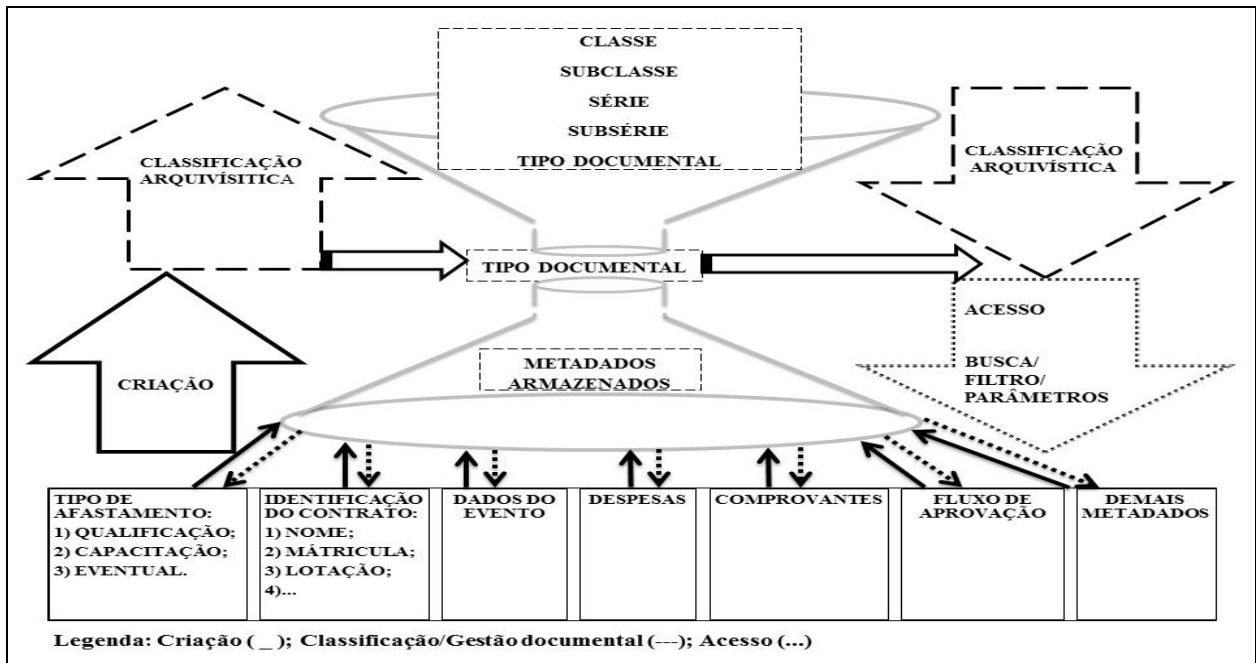 CLASSE
SUBCLASSE
SÉRIE
SUBSÉRIE
TIPO DOCUMENTAL
CLASSIFICAÇÃO
ARQUIVÍSITICA
CLASSIFICAÇÃO
ARQUIVÍSTICA
TIPO DOCUMENTAL
CRIAÇÃO
METADADOS
ARMAZENADOS
ACESSO
BUSCA/
FILTRO/
PARÂMETROS
TIPO DE
AFASTAMENTO:
1) QUALIFICAÇÃO;
2) CAPACITAÇÃO;
3) EVENTUAL.
IDENTIFICAÇÃO
DO CONTRATO:
1) NOME;
2) MÁTRICULA;
3) LOTAÇÃO;
4)...
DADOS DO
EVENTO
DESPESAS
COMPROVANTES
FLUXO DE
APROVAÇÃO
DEMAIS
METADADOS
Legenda: Criação ( _ ); Classificação/Gestão documental (---); Acesso (...)